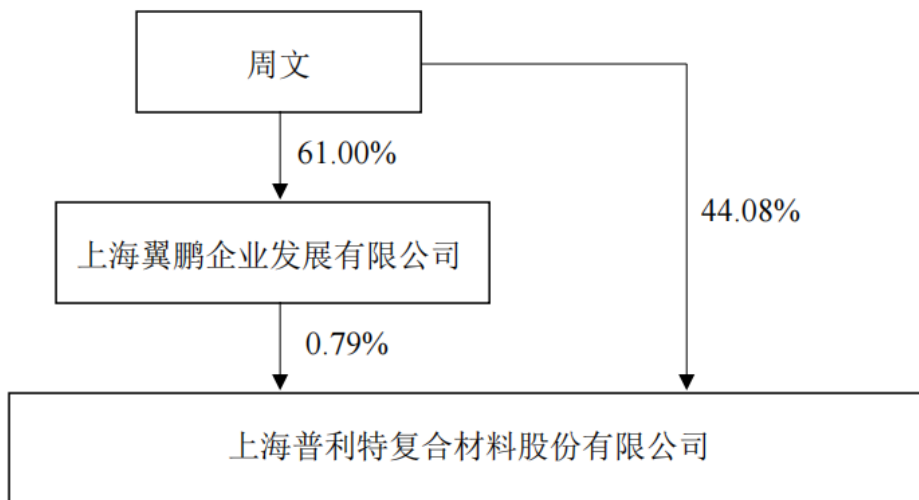 周文
61.00%
44.08%
上海翼鹏企业发展有限公司
0.79%
上海普利特复合材料股份有限公司